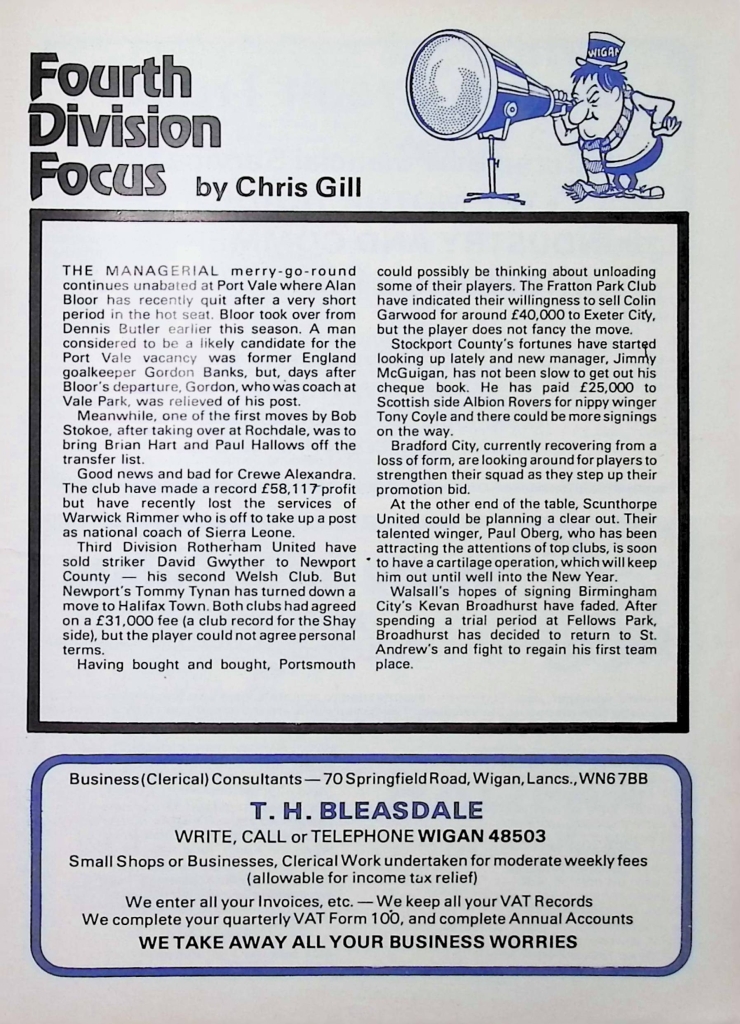 Fourth
Division
Focus by Chris Gill
WIGAN
THE MANAGERIAL merry-go-round
continues unabated at Port Vale where Alan
Bloor has recently quit after a very short
period in the hot seat. Bloor took over from
Dennis Butler earlier this season. A man
considered to be a likely candidate for the
Port Vale vacancy was former England
goalkeeper Gordon Banks, but, days after
Bloor's departure, Gordon, who was coach at
Vale Park, was relieved of his post.
Meanwhile, one of the first moves by Bob
Stokoe, after taking over at Rochdale, was to
bring Brian Hart and Paul Hallows off the
transfer list.
Good news and bad for Crewe Alexandra.
The club have made a record £58,117 profit
but have recently lost the services of
Warwick Rimmer who is off to take up a post
as national coach of Sierra Leone.
Third Division Rotherham United have
sold striker David Gwyther to Newport
County — his second Welsh Club. But
Newport's Tommy Tynan has turned down a
move to Halifax Town. Both clubs had agreed
on a £31,000 fee (a club record for the Shay
side), but the player could not agree personal
terms.
Having bought and bought, Portsmouth
could possibly be thinking about unloading
some of their players. The Fratton Park Club
have indicated their willingness to sell Colin
Garwood for around £40,000 to Exeter City,
but the player does not fancy the move.
Stockport County's fortunes have started
looking up lately and new manager, Jimmy
McGuigan, has not been slow to get out his
cheque book. He has paid £25,000 to
Scottish side Albion Rovers for nippy winger
Tony Coyle and there could be more signings
on the way.
Bradford City, currently recovering from a
loss of form, are looking around for players to
strengthen their squad as they step up their
promotion bid.
At the other end of the table, Scunthorpe
United could be planning a clear out. Their
talented winger, Paul Oberg, who has been
attracting the attentions of top clubs, is soon
to have a cartilage operation, which will keep
him out until well into the New Year.
Walsall's hopes of signing Birmingham
City's Kevan Broadhurst have faded. After
spending a trial period at Fellows Park,
Broadhurst has decided to return to St.
Andrew's and fight to regain his first team
place.
Business (Clerical) Consultants — 70 Springfield Road, Wigan, Lancs., WN6 7BB
T. H. BLEASDALE
WRITE, CALL or TELEPHONE WIGAN 48503
Small Shops or Businesses, Clerical Work undertaken for moderate weekly fees
(allowable for income tax relief)
We enter all your Invoices, etc. — We keep all your VAT Records
We complete your quarterly VAT Form 100, and complete Annual Accounts
WE TAKE AWAY ALL YOUR BUSINESS WORRIES